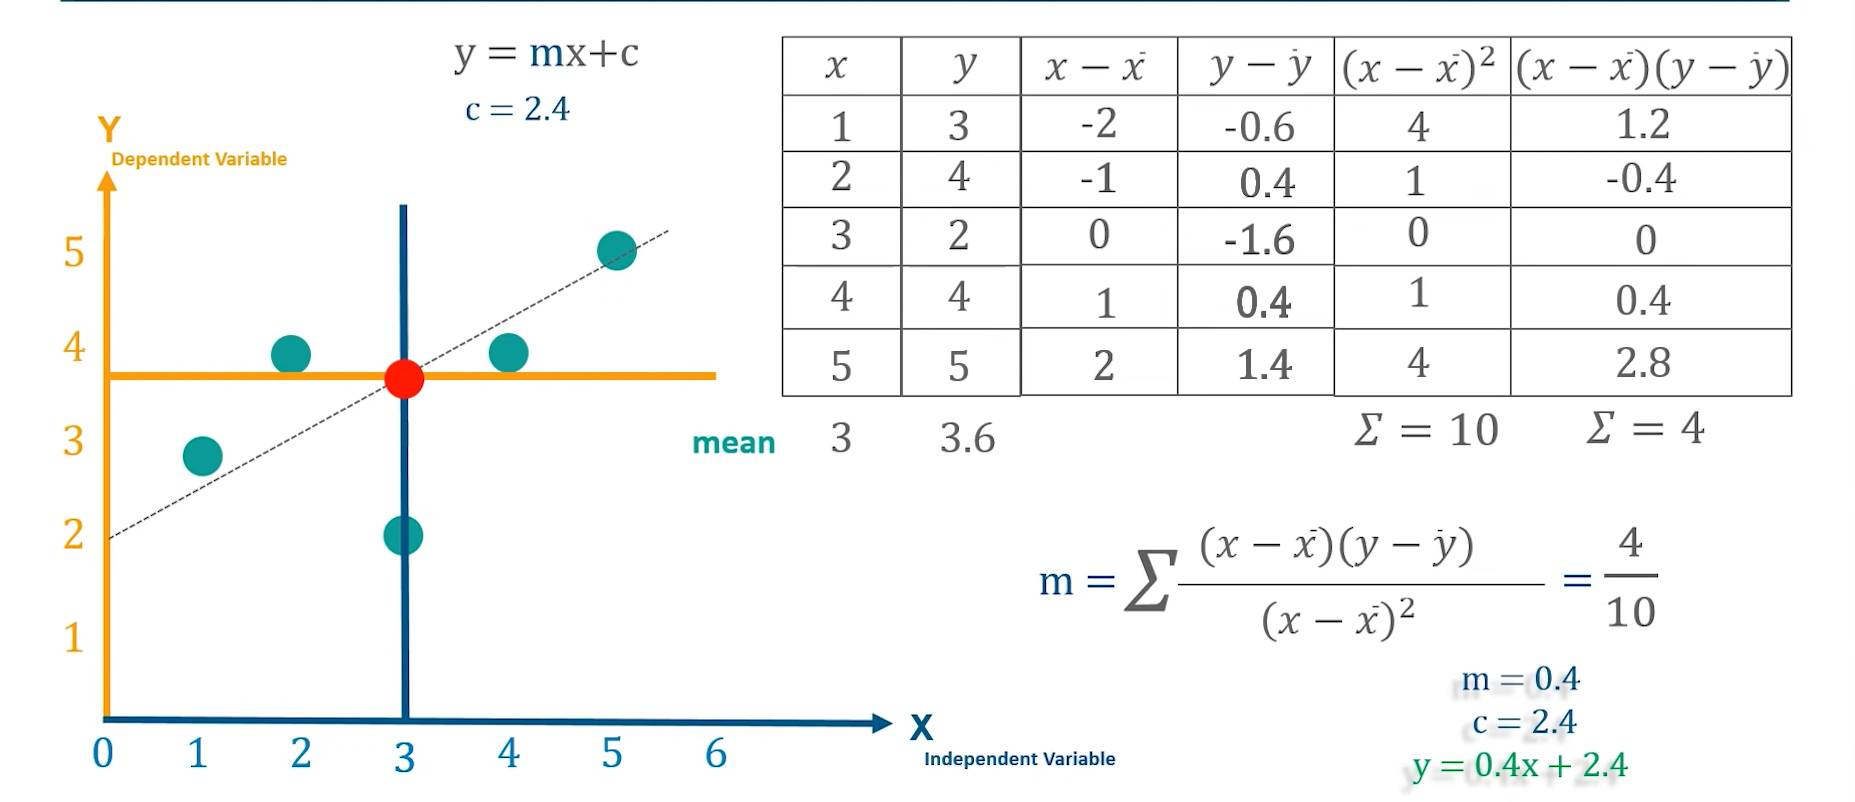 y = mx+c
c = 2.4
Y
Dependent Variable
5
4
3
2
1
0 1 2 3 4 5 6
X
Independent Variable
x y x − x̄ y − ẏ (x − x̄)² (x − x̄)(y − ẏ)
1 3 -2 -0.6 4 1.2
2 4 -1 0.4 1 -0.4
3 2 0 -1.6 0 0
4 4 1 0.4 1 0.4
5 5 2 1.4 4 2.8
mean 3 3.6 Σ = 10 Σ = 4
(x − x̄)(y − ẏ) 4
m = Σ =
(x − x̄)² 10
m = 0.4
c = 2.4
y = 0.4x + 2.4